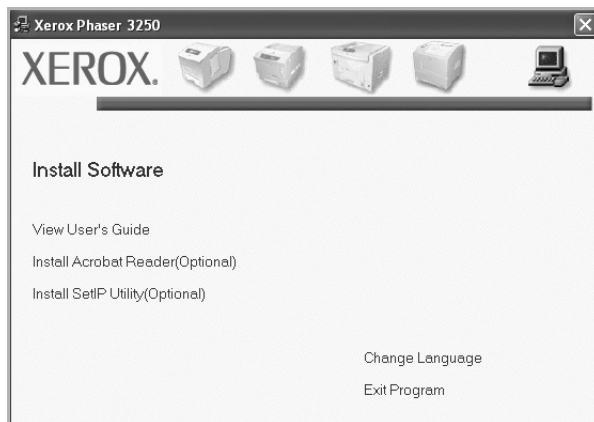 Xerox Phaser 3250
XEROX.
Install Software
View User's Guide
Install Acrobat Reader(Optional)
Install SetIP Utility(Optional)
Change Language
Exit Program